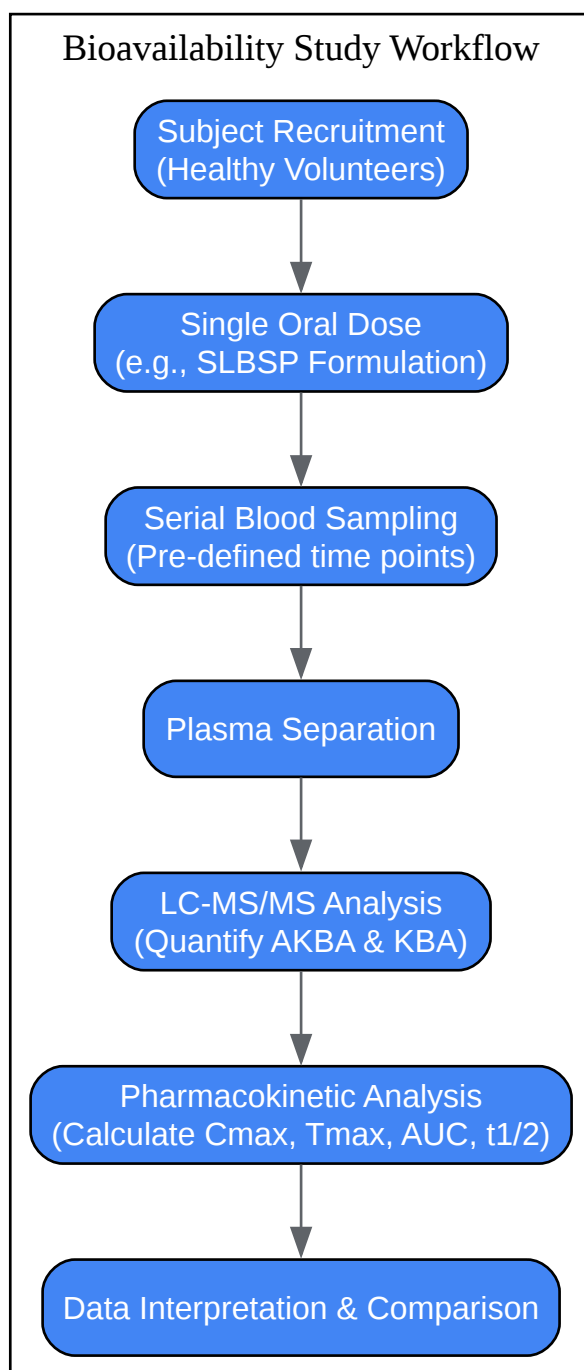 Bioavailability Study Workflow
Subject Recruitment
(Healthy Volunteers)
Single Oral Dose
(e.g., SLBSP Formulation)
Serial Blood Sampling
(Pre-defined time points)
Plasma Separation
LC-MS/MS Analysis
(Quantify AKBA & KBA)
Pharmacokinetic Analysis
(Calculate Cmax, Tmax, AUC, t1/2)
Data Interpretation & Comparison